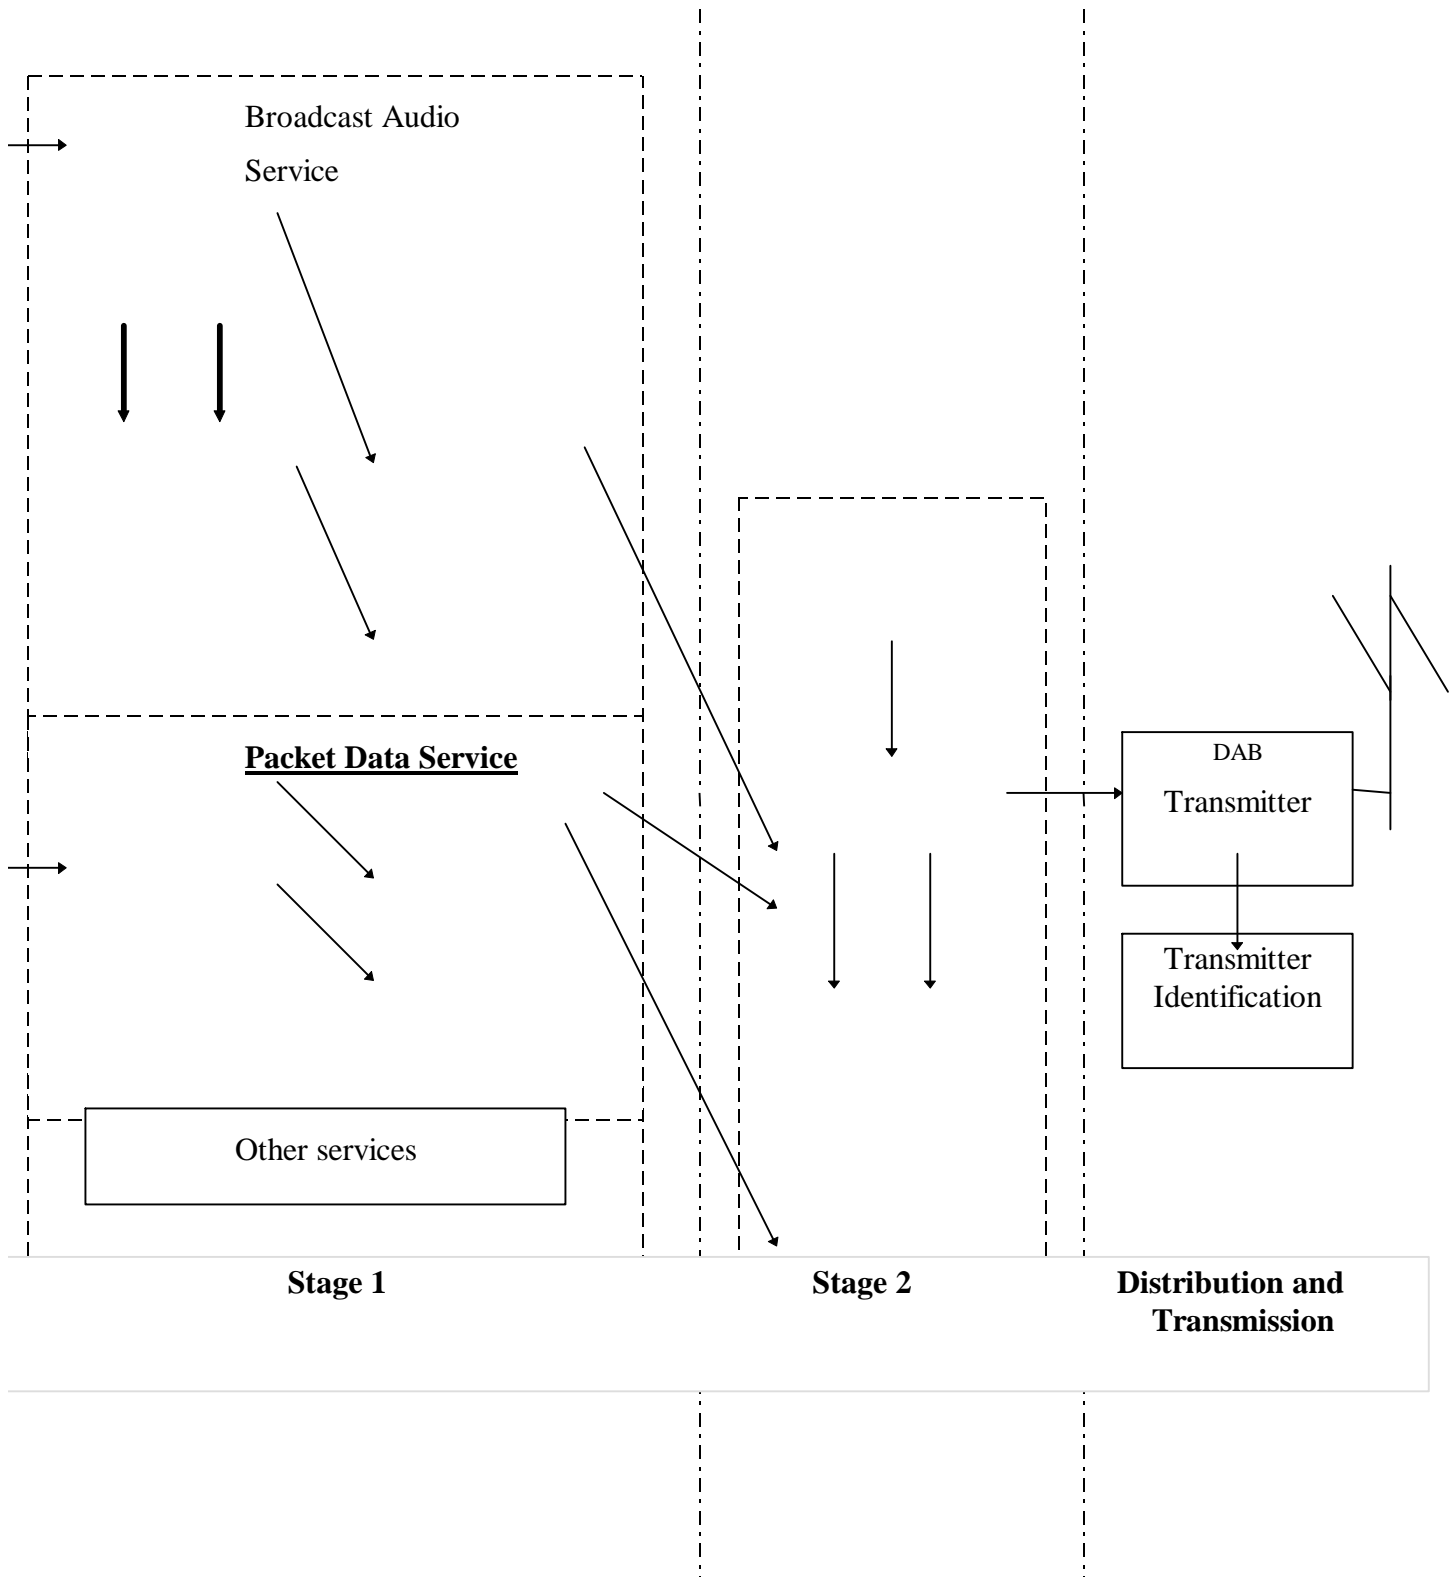 Broadcast Audio
Service
Packet Data Service
DAB
Transmitter
Transmitter
Identification
Other services
Stage 1
Stage 2
Distribution and
Transmission